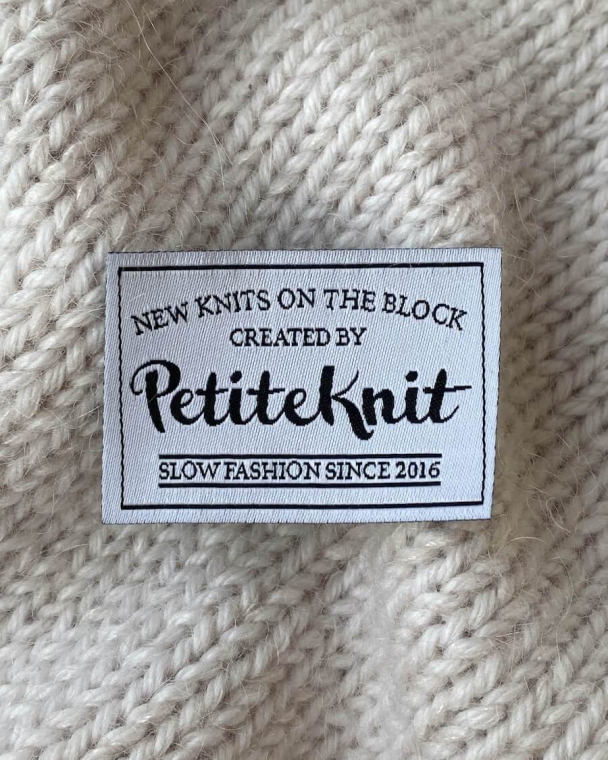 NEW KNITS ON THE BLOCK
CREATED BY
PetiteKnit
SLOW FASHION SINCE 2016